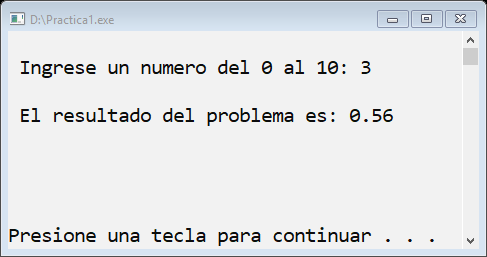 D:\Practica1.exe
Ingrese un numero del 0 al 10: 3
El resultado del problema es: 0.56
Presione una tecla para continuar . . .